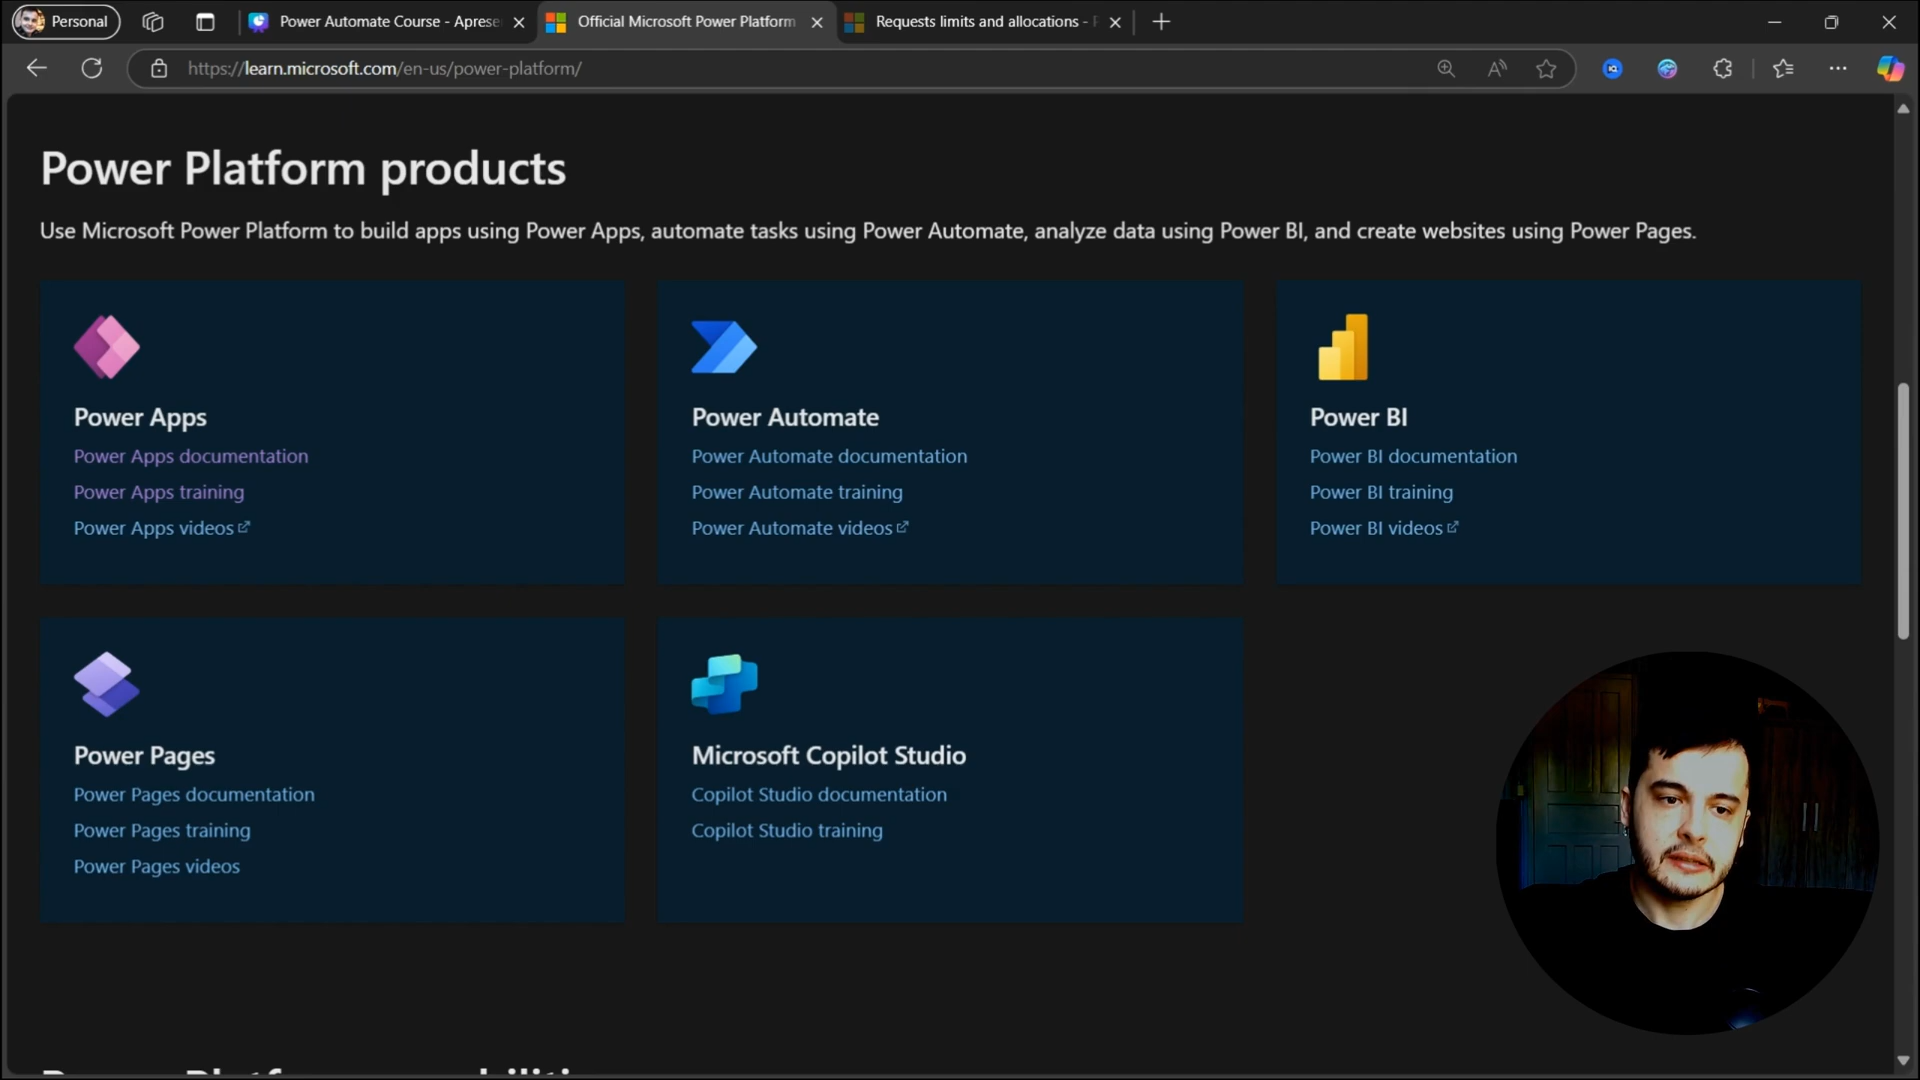 Personal
Power Automate Course - Aprese
Official Microsoft Power Platform
Requests limits and allocations -
https://learn.microsoft.com/en-us/power-platform/
Power Platform products
Use Microsoft Power Platform to build apps using Power Apps, automate tasks using Power Automate, analyze data using Power BI, and create websites using Power Pages.
Power Apps
Power Apps documentation
Power Apps training
Power Apps videos
Power Automate
Power Automate documentation
Power Automate training
Power Automate videos
Power BI
Power BI documentation
Power BI training
Power BI videos
Power Pages
Power Pages documentation
Power Pages training
Power Pages videos
Microsoft Copilot Studio
Copilot Studio documentation
Copilot Studio training